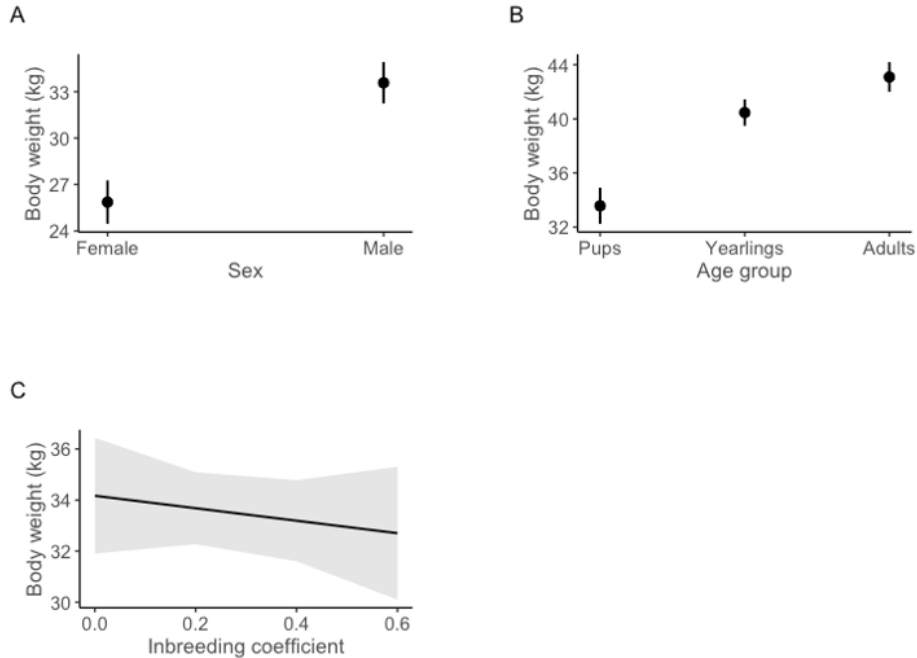 A
Body weight (kg)
33
30
27
24
Female Male
Sex
B
Body weight (kg)
44
40
36
32
Pups Yearlings Adults
Age group
C
Body weight (kg)
36
34
32
30
0.0 0.2 0.4 0.6
Inbreeding coefficient